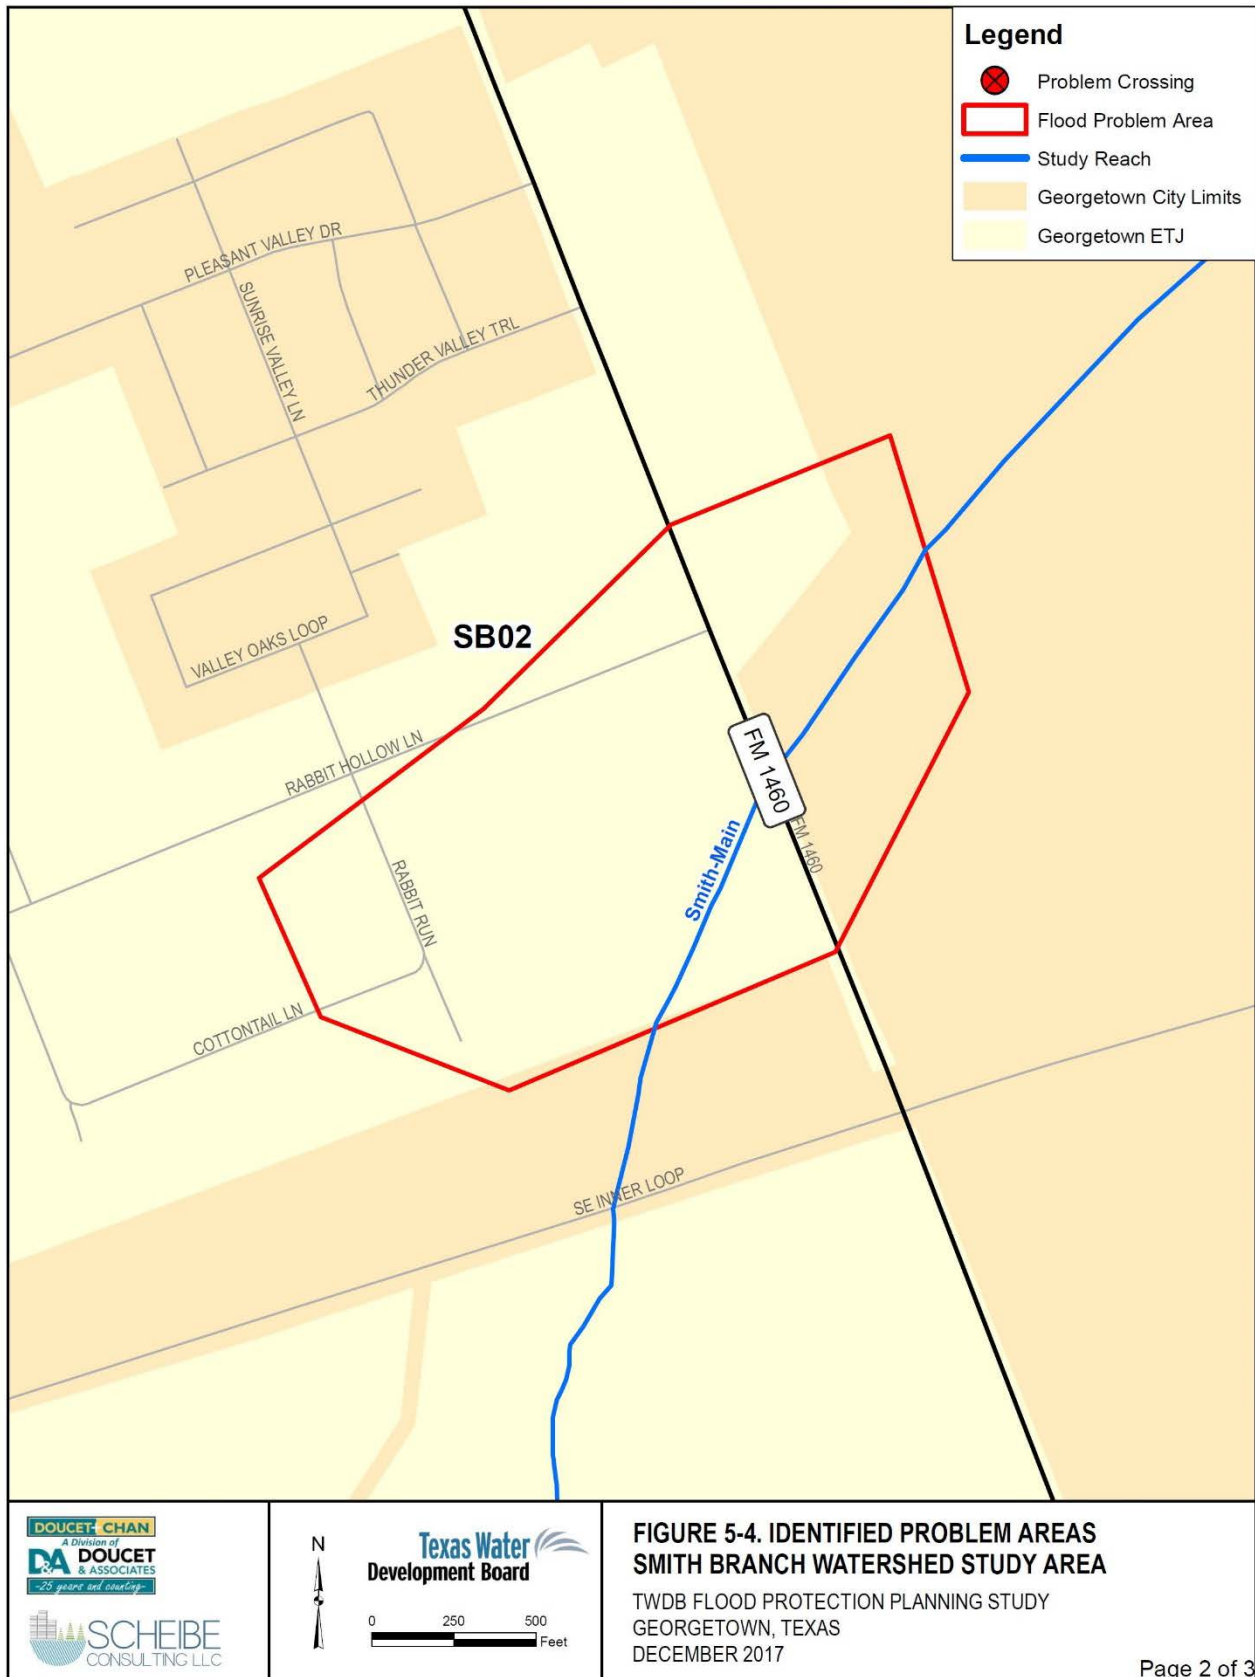 Legend
Problem Crossing
Flood Problem Area
Study Reach
Georgetown City Limits
Georgetown ETJ
PLEASANT VALLEY DR
SUNRISE VALLEY LN
THUNDER VALLEY TRL
SB02
VALLEY OAKS LOOP
RABBIT HOLLOW LN
FM 1460
FM 1460
Smith-Main
RABBIT RUN
COTTONTAIL LN
SE INNER LOOP
DOUCET+CHAN
A Division of
D&A DOUCET
& ASSOCIATES
-25 years and counting-
SCHEIBE
CONSULTING LLC
N
Texas Water
Development Board
0 250 500
Feet
FIGURE 5-4. IDENTIFIED PROBLEM AREAS
SMITH BRANCH WATERSHED STUDY AREA
TWDB FLOOD PROTECTION PLANNING STUDY
GEORGETOWN, TEXAS
DECEMBER 2017
Page 2 of 3